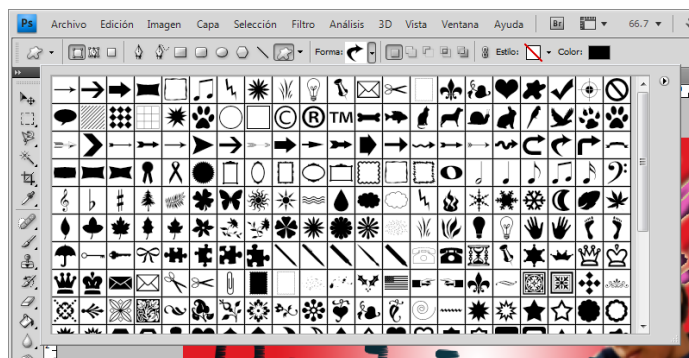 Ps Archivo Edición Imagen Capa Selección Filtro Análisis 3D Vista Ventana Ayuda Br 66.7
Forma: Estilo: Color:
© ® TM